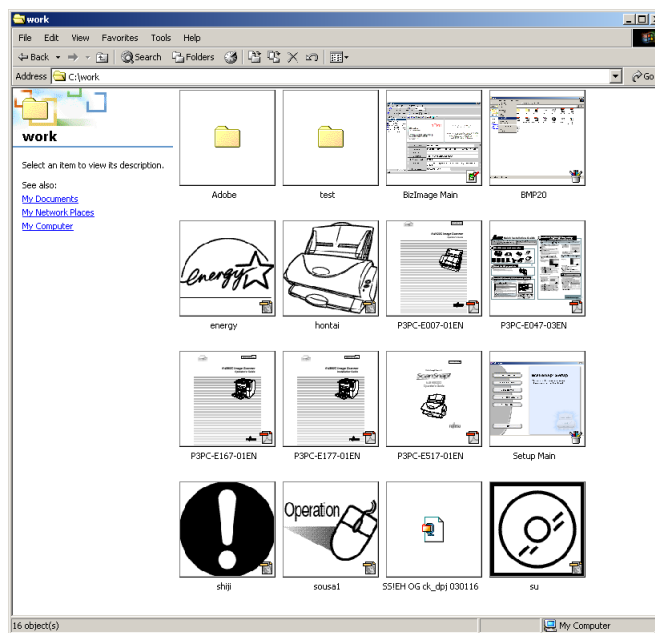 work
File Edit View Favorites Tools Help
Back Search Folders
Address C:\work Go
work
Select an item to view its description.
See also:
My Documents
My Network Places
My Computer
Adobe test BizImage Main BMP20
energy
energy hontai P3PC-E007-01EN P3PC-E047-03EN
ScanSnap!
P3PC-E167-01EN P3PC-E177-01EN P3PC-E517-01EN Setup Main
Operation
shiji sousa1 SS!EH OG ck_dpj 030116 su
16 object(s) My Computer